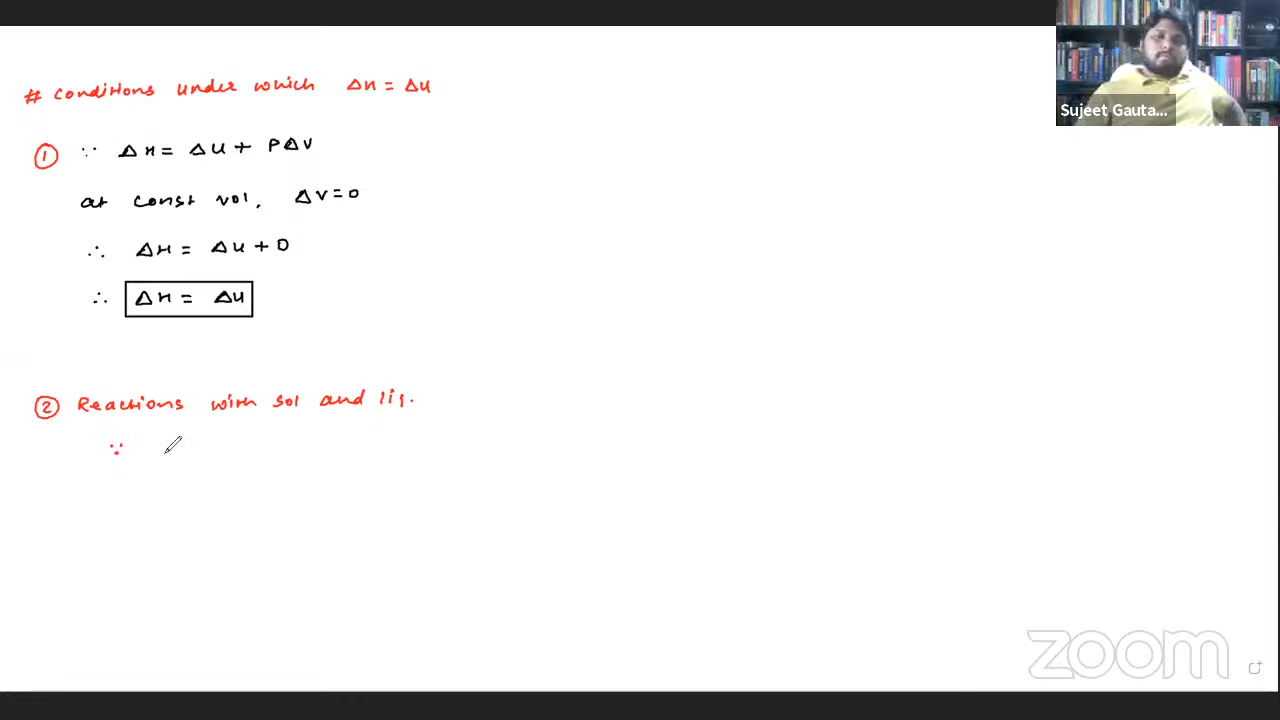 # Conditions under which ΔH = ΔU
① ∵ ΔH = ΔU + PΔV
at const vol, ΔV = 0
∴ ΔH = ΔU + 0
∴ ΔH = ΔU
② Reactions with sol and liq.
∵
Sujeet Gauta...
zoom